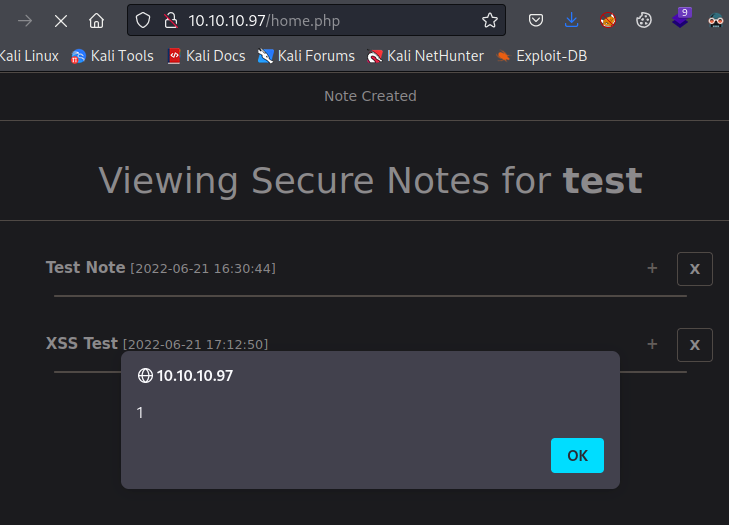 10.10.10.97/home.php
9
Kali Linux Kali Tools Kali Docs Kali Forums Kali NetHunter Exploit-DB
Note Created
Viewing Secure Notes for test
Test Note [2022-06-21 16:30:44] + X
XSS Test [2022-06-21 17:12:50] + X
10.10.10.97
1
OK